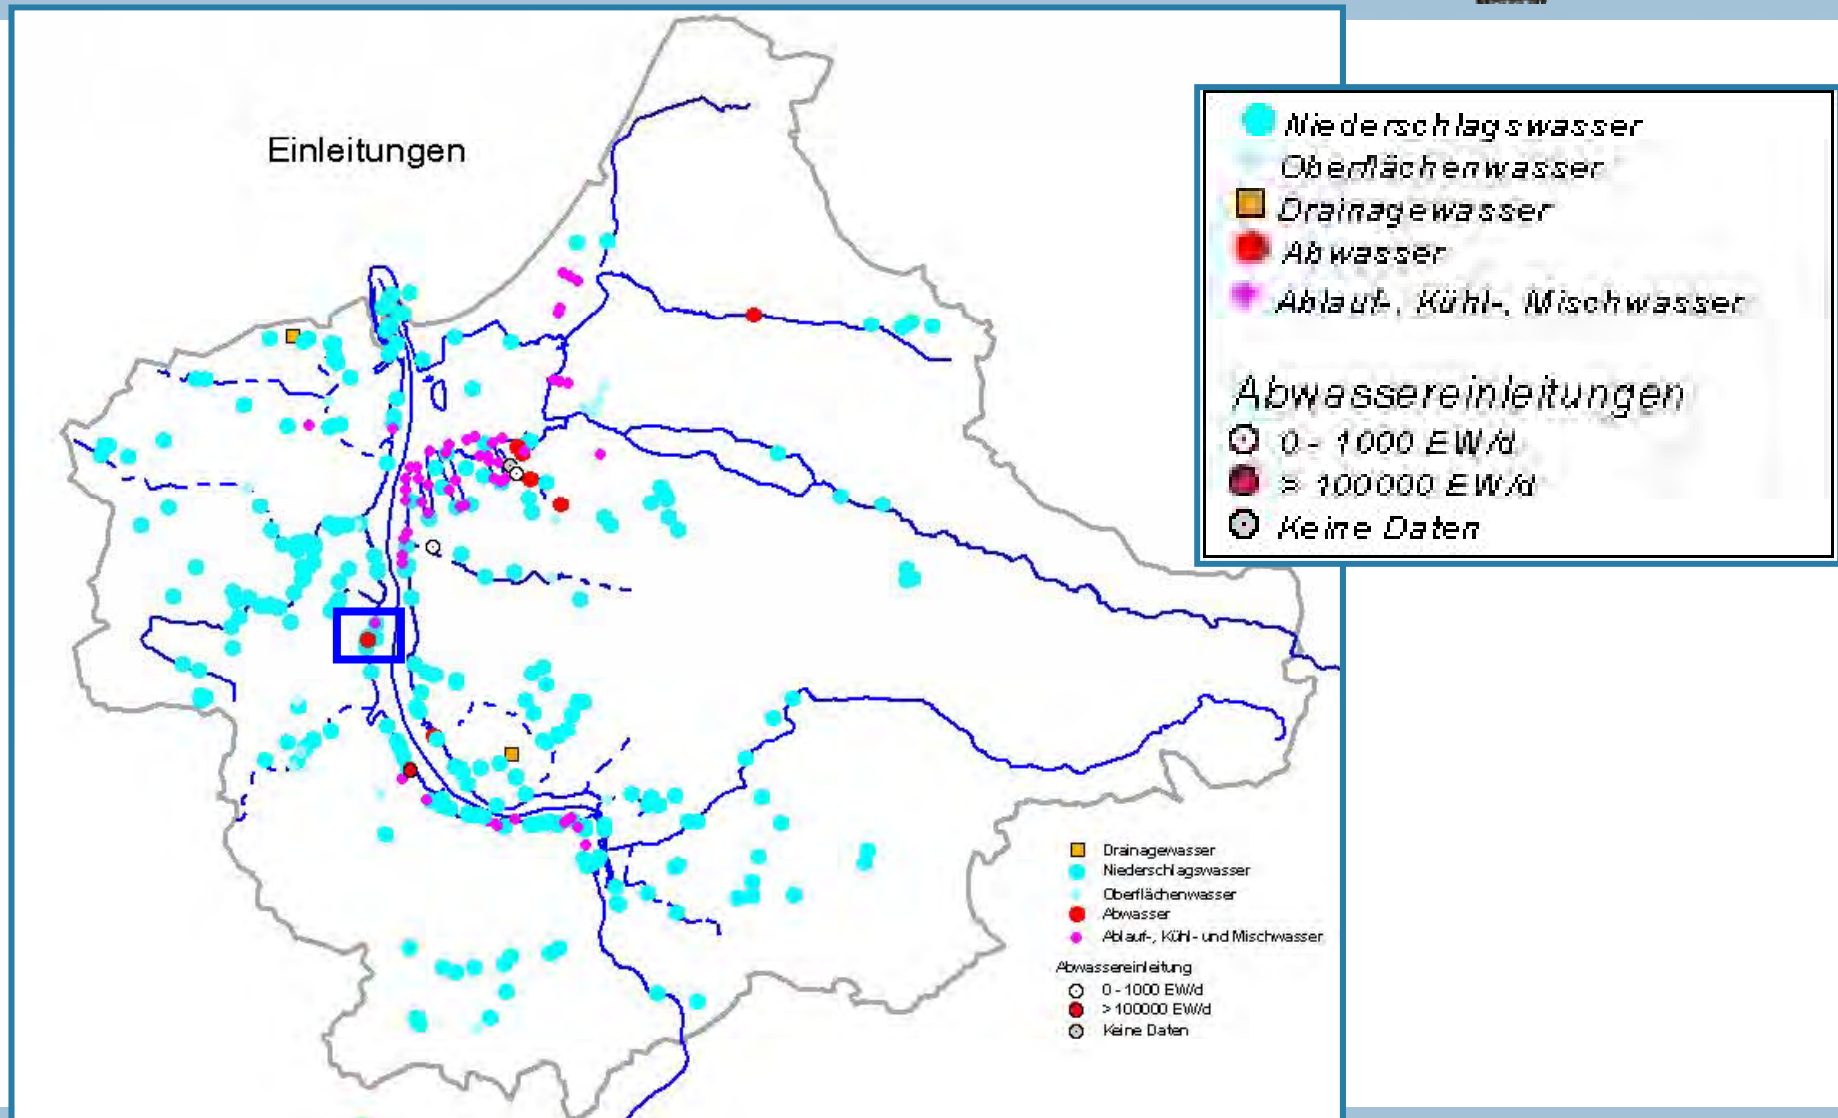 Einleitungen
Niederschlagswasser
Oberflächenwasser
Drainagewasser
Abwasser
Ablauf-, Kühl-, Mischwasser
Abwassereinleitungen
0 - 1000 EW/d
> 100000 EW/d
Keine Daten
Drainagewasser
Niederschlagswasser
Oberflächenwasser
Abwasser
Ablauf-, Kühl- und Mischwasser
Abwassereinleitung
0 - 1000 EW/d
> 100000 EW/d
Keine Daten